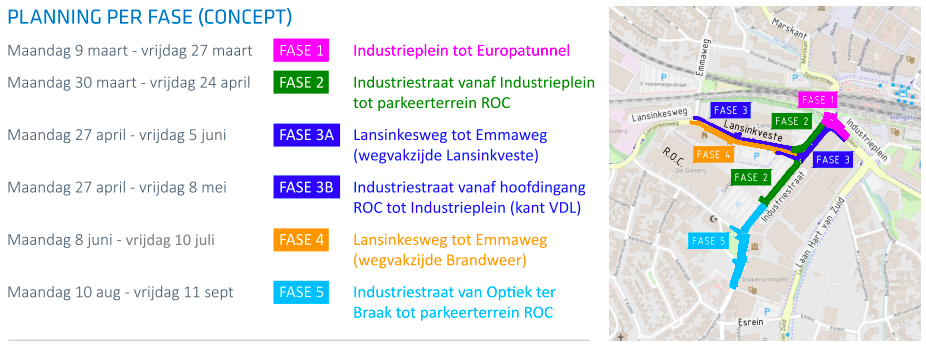 PLANNING PER FASE (CONCEPT)
Maandag 9 maart - vrijdag 27 maart FASE 1 Industrieplein tot Europatunnel
Maandag 30 maart - vrijdag 24 april FASE 2 Industriestraat vanaf Industrieplein
tot parkeerterrein ROC
Maandag 27 april - vrijdag 5 juni FASE 3A Lansinkesweg tot Emmaweg
(wegvakzijde Lansinkveste)
Maandag 27 april - vrijdag 8 mei FASE 3B Industriestraat vanaf hoofdingang
ROC tot Industrieplein (kant VDL)
Maandag 8 juni - vrijdag 10 juli FASE 4 Lansinkesweg tot Emmaweg
(wegvakzijde Brandweer)
Maandag 10 aug - vrijdag 11 sept FASE 5 Industriestraat van Optiek ter
Braak tot parkeerterrein ROC
Marskant
Emmaweg
FASE 1
Lansinkesweg
FASE 3
FASE 2
Lansinkveste
Industrieplein
R.O.C.
FASE 4
FASE 3
De Gieterij
FASE 2
Industriestraat
Laan Hart van Zuid
FASE 5
Dikkerscomplex
Esrein